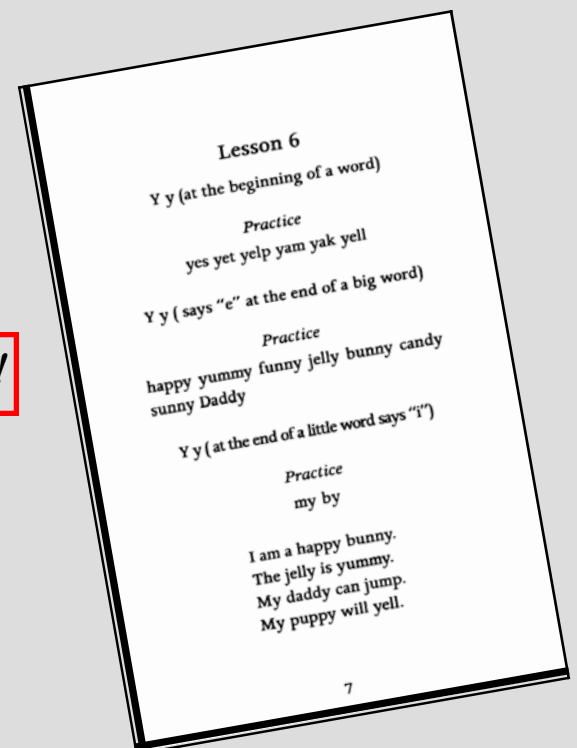 Lesson 6
Y y (at the beginning of a word)
Practice
yes yet yelp yam yak yell
Y y ( says “e” at the end of a big word)
Practice
happy yummy funny jelly bunny candy
sunny Daddy
Y y ( at the end of a little word says “i”)
Practice
my by
I am a happy bunny.
The jelly is yummy.
My daddy can jump.
My puppy will yell.
7